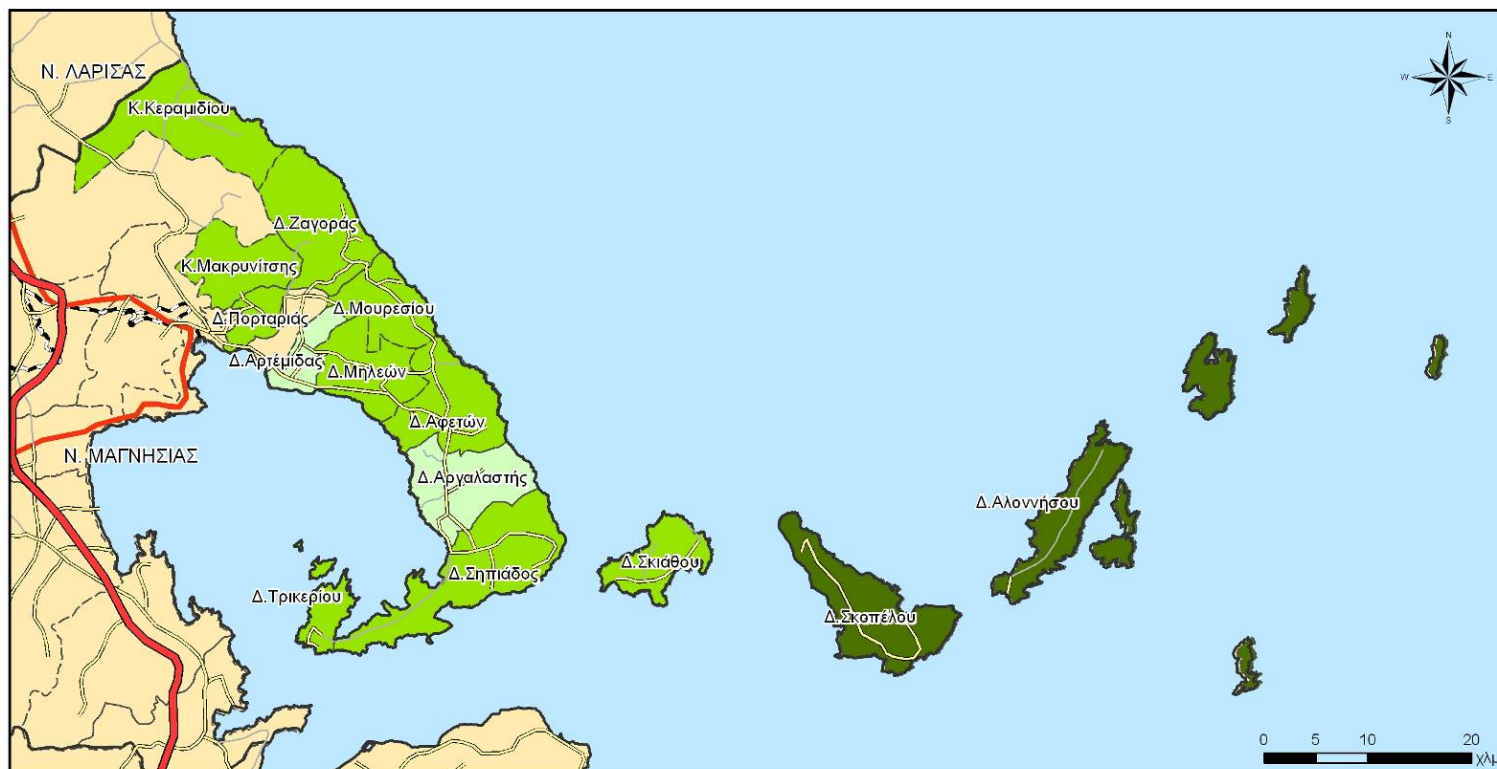 N
W E
S
Ν. ΛΑΡΙΣΑΣ
Κ.Κεραμιδίου
Δ.Ζαγοράς
Κ.Μακρυνίτσης
Δ.Μουρεσίου
Δ.Πορταριάς
Δ.Αρτέμιδας
Δ.Μηλεών
Δ.Αφετών
Ν. ΜΑΓΝΗΣΙΑΣ
Δ.Αργαλαστής
Δ.Αλοννήσου
Δ.Σκιάθου
Δ.Σηπιάδος
Δ.Τρικερίου
Δ.Σκοπέλου
0 5 10 20
χλμ